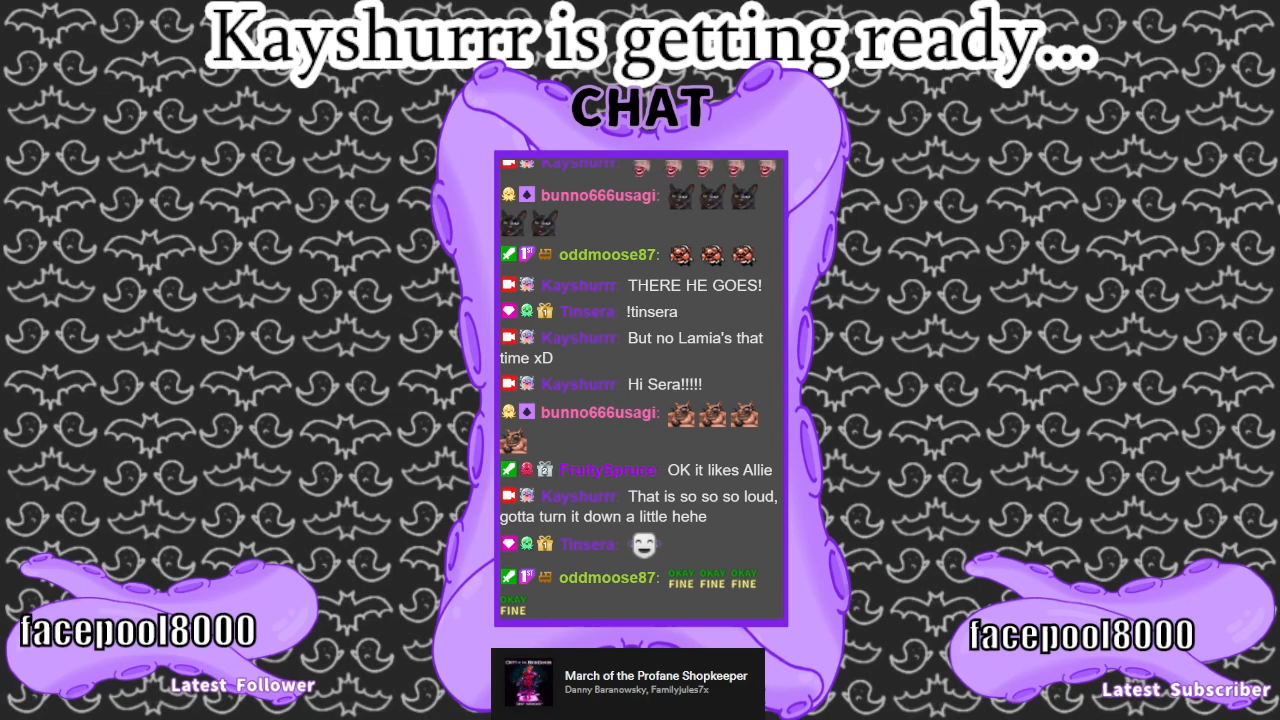 Kayshurrr is getting ready...
CHAT
Kayshurrr:
bunno666usagi:
oddmoose87:
Kayshurrr: THERE HE GOES!
Tinsera: !tinsera
Kayshurrr: But no Lamia's that
time xD
Kayshurrr: Hi Sera!!!!!
bunno666usagi:
FruitySpruce: OK it likes Allie
Kayshurrr: That is so so so loud,
gotta turn it down a little hehe
Tinsera:
oddmoose87: OKAY FINE OKAY FINE OKAY FINE
OKAY FINE
facepool8000
Latest Follower
facepool8000
Latest Subscriber
March of the Profane Shopkeeper
Danny Baranowsky, Familyjules7x